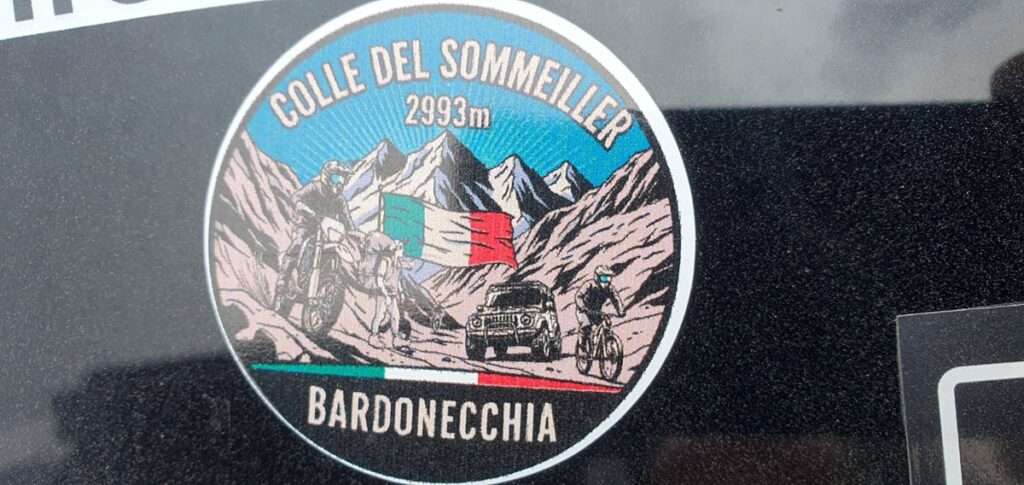 COLLE DEL SOMMEILLER
2993m
BARDONECCHIA